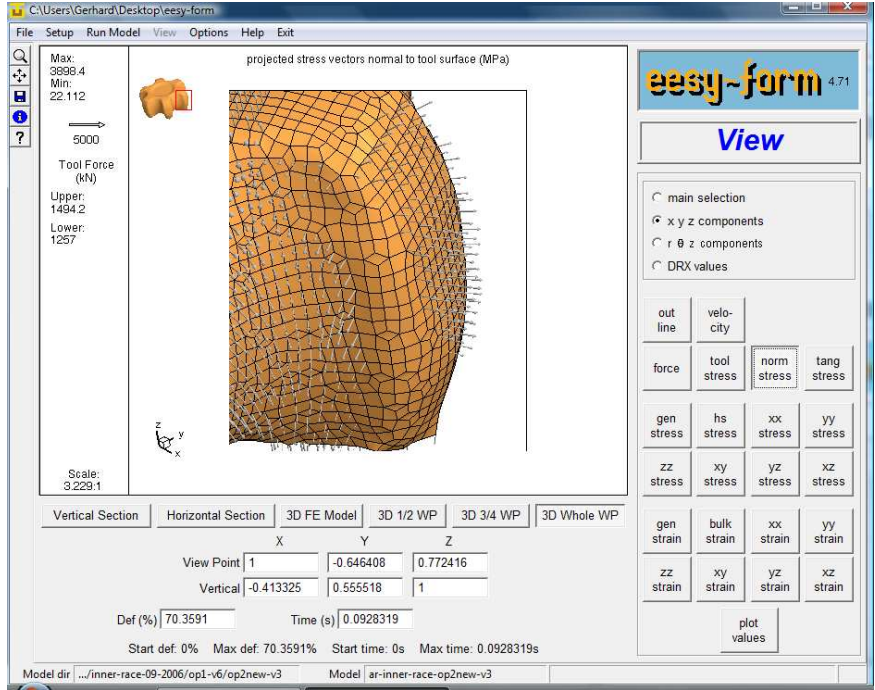 C:\Users\Gerhard\Desktop\eesy-form
File Setup Run Model View Options Help Exit
Max:
3898.4
Min:
22.112
5000
Tool Force
(kN)
Upper:
1494.2
Lower:
1257
Scale:
3.229:1
projected stress vectors normal to tool surface (MPa)
z
y
x
eesy-form 4.71
View
main selection
x y z components
r θ z components
DRX values
out line
velo-city
force
tool stress
norm stress
tang stress
gen stress
hs stress
xx stress
yy stress
zz stress
xy stress
yz stress
xz stress
gen strain
bulk strain
xx strain
yy strain
zz strain
xy strain
yz strain
xz strain
plot values
Vertical Section Horizontal Section 3D FE Model 3D 1/2 WP 3D 3/4 WP 3D Whole WP
X Y Z
View Point 1 -0.646408 0.772416
Vertical -0.413325 0.555518 1
Def (%) 70.3591 Time (s) 0.0928319
Start def: 0% Max def: 70.3591% Start time: 0s Max time: 0.0928319s
Model dir .../inner-race-09-2006/op1-v6/op2new-v3 Model ar-inner-race-op2new-v3